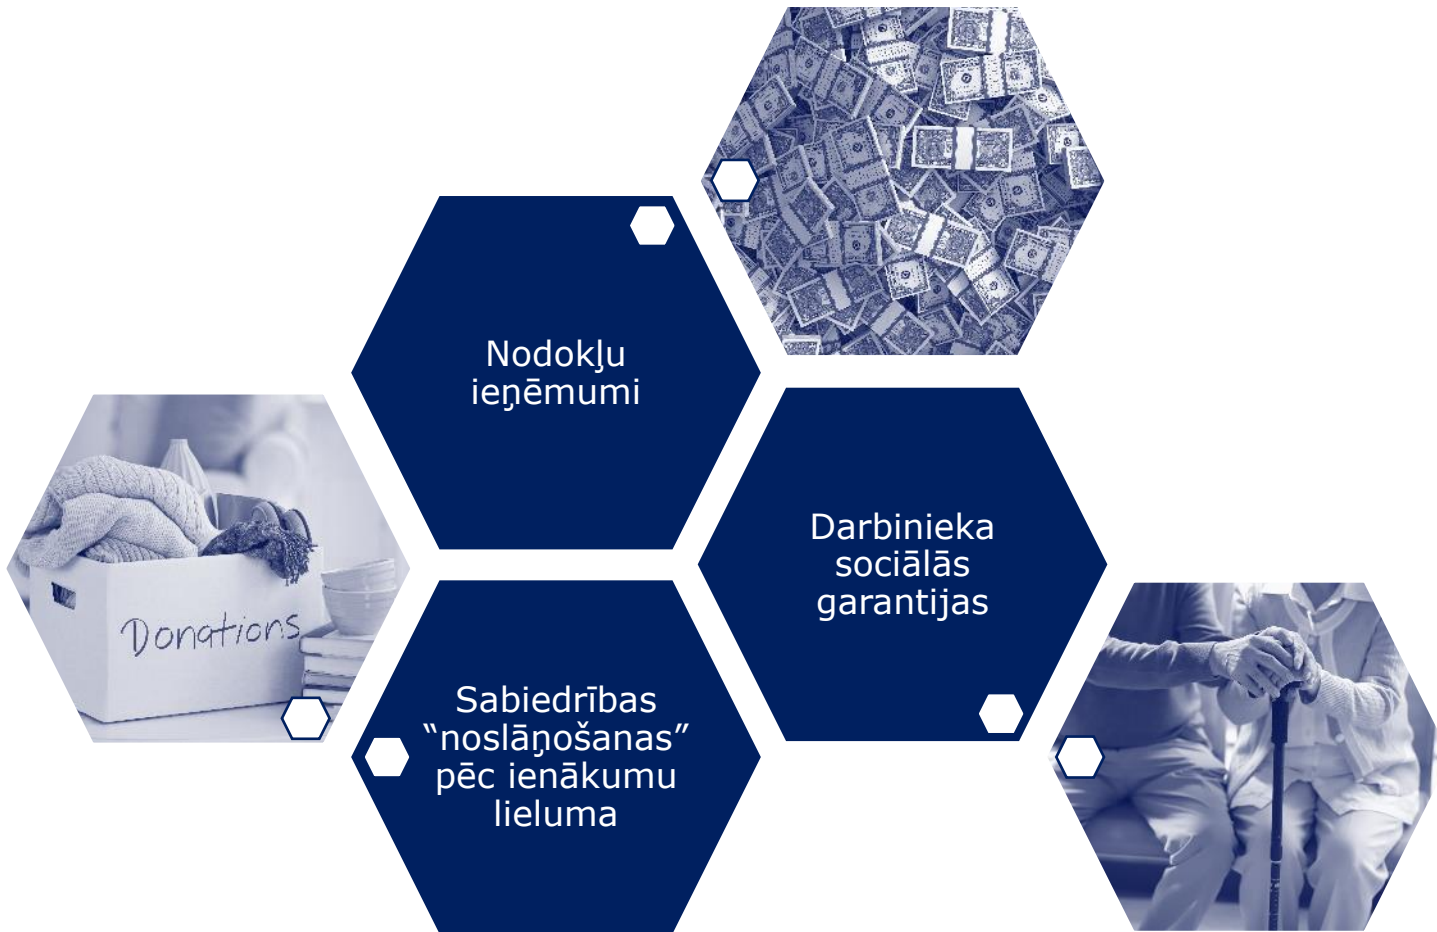 Nodokļu
ieņēmumi
Darbinieka
sociālās
garantijas
Donations
Sabiedrības
“noslāņošanas”
pēc ienākumu
lieluma